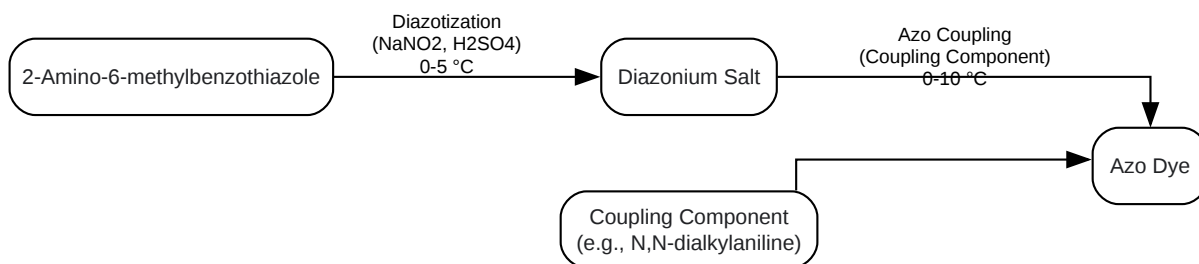 2-Amino-6-methylbenzothiazole
Diazotization
(NaNO2, H2SO4)
0-5 °C
Diazonium Salt
Azo Coupling
(Coupling Component)
0-10 °C
Azo Dye
Coupling Component
(e.g., N,N-dialkylaniline)